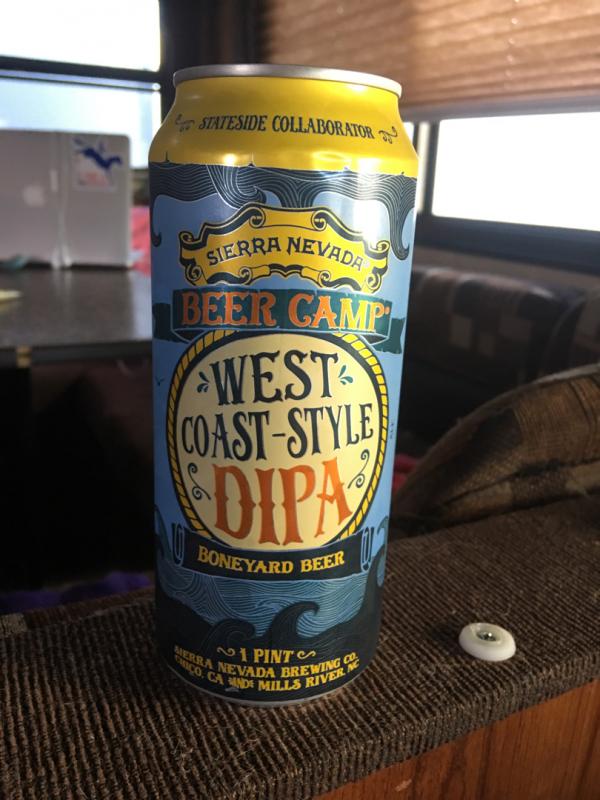 STATESIDE COLLABORATOR
SIERRA NEVADA
BEER CAMP®
WEST
COAST-STYLE
DIPA
BONEYARD BEER
1 PINT
SIERRA NEVADA BREWING CO.
CHICO, CA AND MILLS RIVER, NC